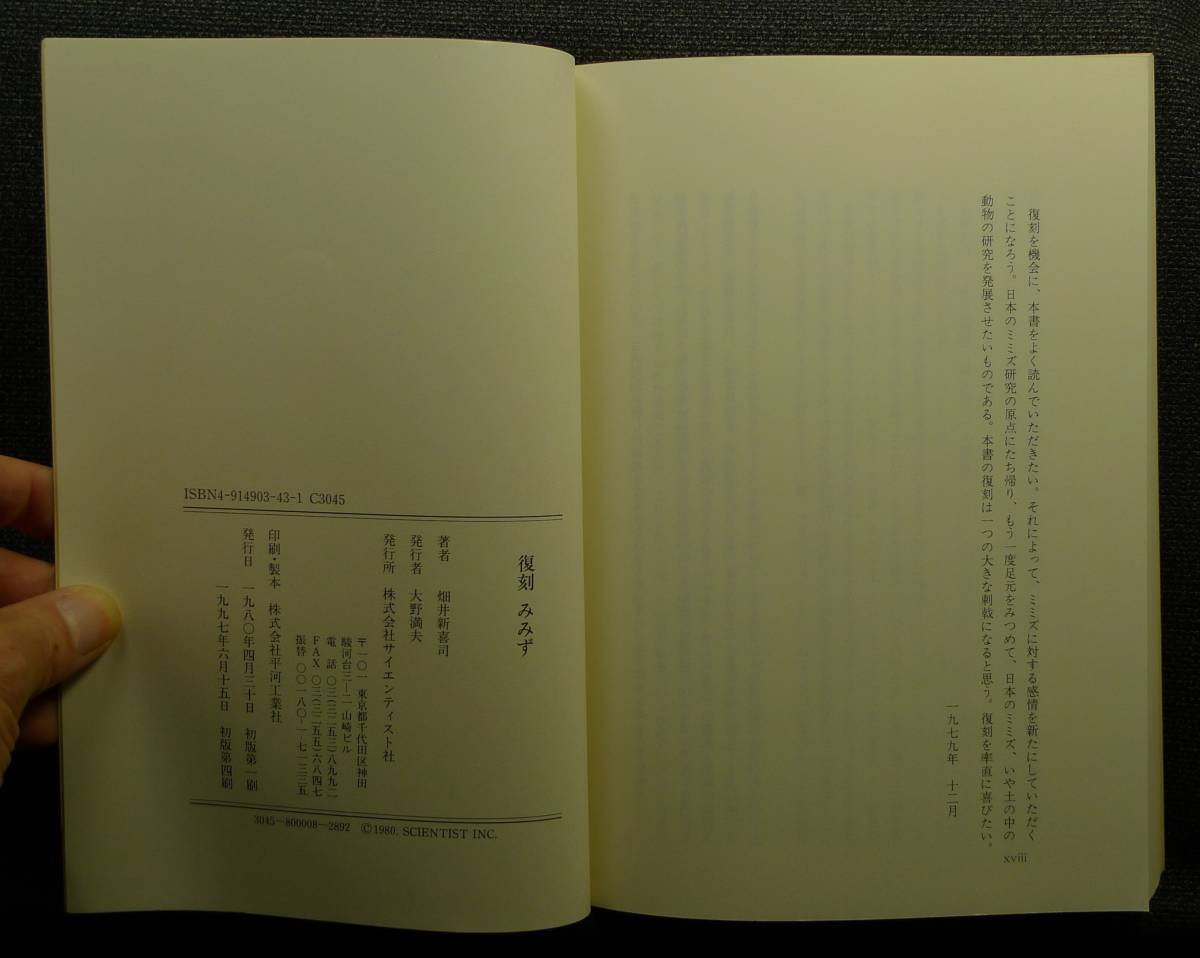 復刻を機会に、本書をよく読んでいただきたい。それによって、ミミズに対する感情を新たにしていただく
ことになろう。日本のミミズ研究の原点にたち帰り、もう一度足元をみつめて、日本のミミズ、いや土の中の
動物の研究を発展させたいものである。本書の復刻は一つの大きな刺戟になると思う。復刻を率直に喜びたい。
一九七九年 十二月
xviii
ISBN4-914903-43-1 C3045
復刻 みみず
著者 畑井新喜司
発行者 大野満夫
発行所 株式会社サイエンティスト社
〒一〇一 東京都千代田区神田
駿河台三―二 山崎ビル
電話 〇三(三二五三)八九九二
FAX 〇三(三二五五)六八四七
振替 〇〇一八〇-一-七一三三五
印刷・製本 株式会社平河工業社
発行日 一九八〇年四月三十日 初版第一刷
一九九七年六月十五日 初版第四刷
3045―800008―2892 ©1980. SCIENTIST INC.